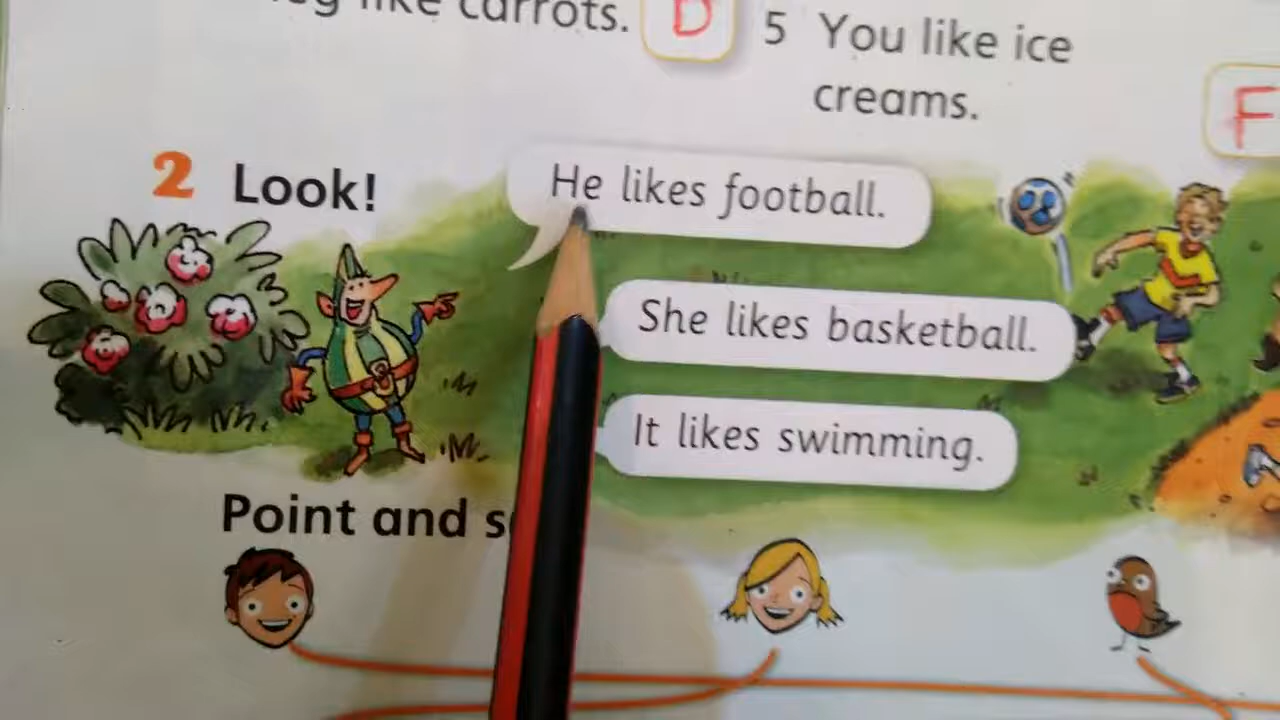 like carrots.
D
5 You like ice
creams.
F
2 Look!
He likes football.
She likes basketball.
It likes swimming.
Point and